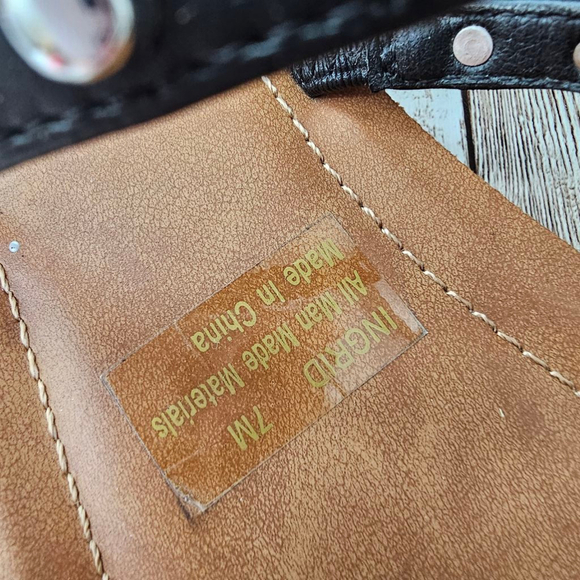 INGRID 7M
All Man Made Materials
Made In China